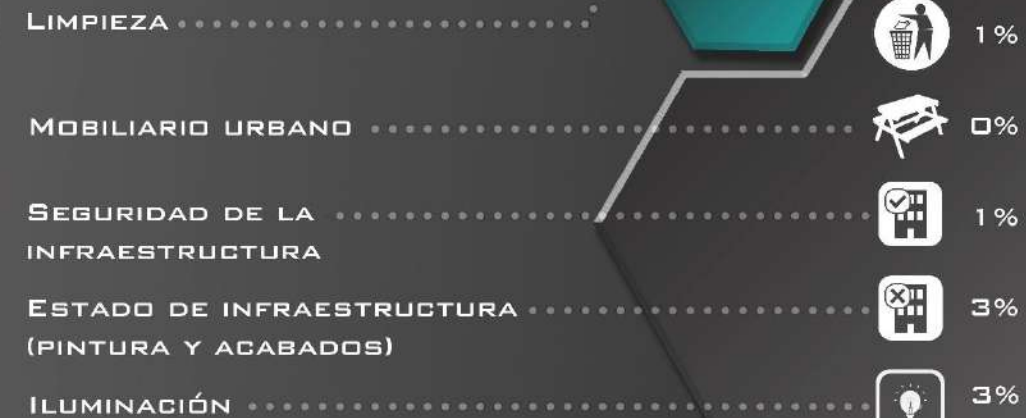 LIMPIEZA
1%
MOBILIARIO URBANO
0%
SEGURIDAD DE LA
INFRAESTRUCTURA
1%
ESTADO DE INFRAESTRUCTURA
(PINTURA Y ACABADOS)
3%
ILUMINACIÓN
3%